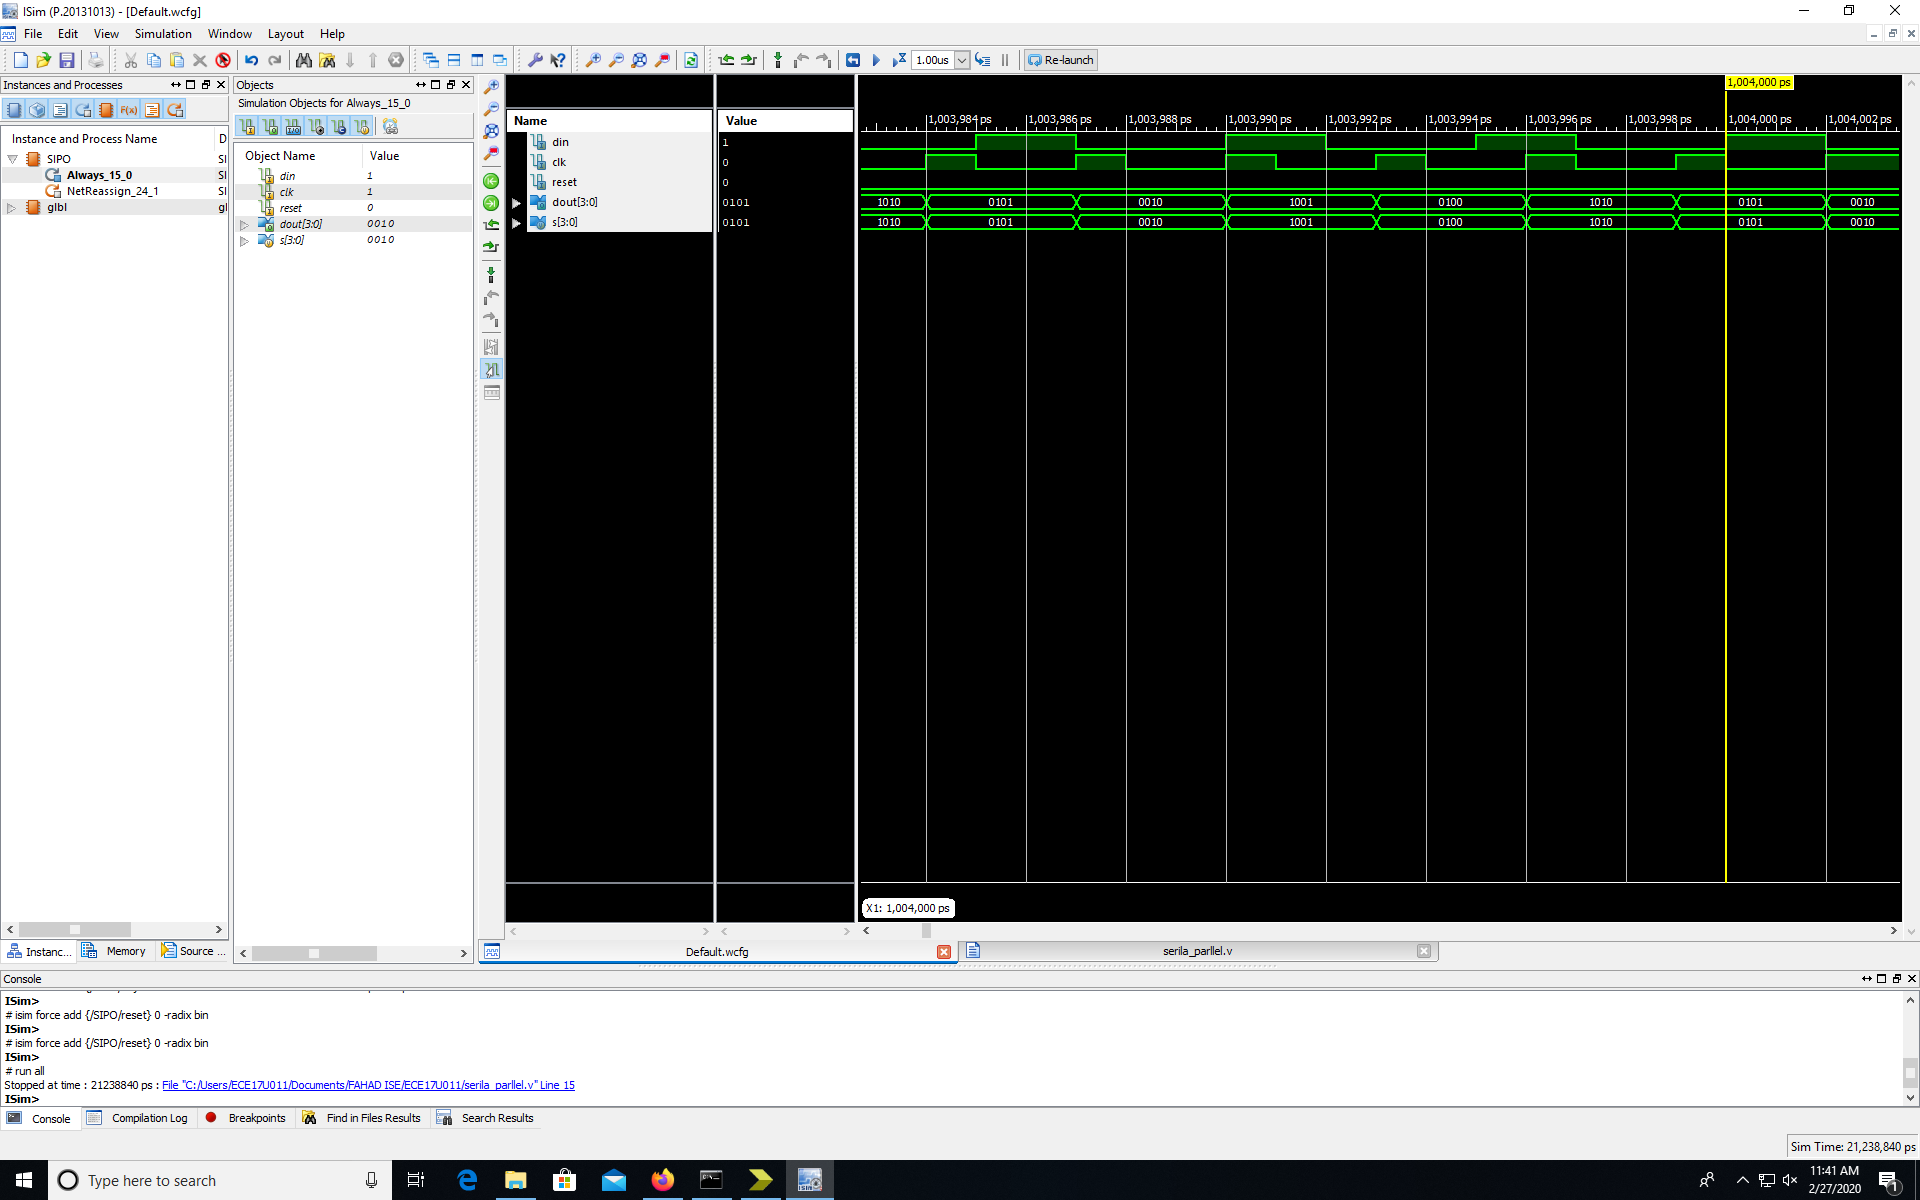 ISim (P.20131013) - [Default.wcfg]
File Edit View Simulation Window Layout Help
1.00us Re-launch
Instances and Processes
Instance and Process Name D
SIPO SI
Always_15_0 SI
NetReassign_24_1 SI
glbl gl
Instanc... Memory Source ...
Objects
Simulation Objects for Always_15_0
Object Name Value
din 1
clk 1
reset 0
dout[3:0] 0010
s[3:0] 0010
Name Value
din 1
clk 0
reset 0
dout[3:0] 0101
s[3:0] 0101
1,004,000 ps
1,003,984 ps 1,003,986 ps 1,003,988 ps 1,003,990 ps 1,003,992 ps 1,003,994 ps 1,003,996 ps 1,003,998 ps 1,004,000 ps 1,004,002 ps
1010 0101 0010 1001 0100 1010 0101 0010
1010 0101 0010 1001 0100 1010 0101 0010
X1: 1,004,000 ps
Default.wcfg serila_parllel.v
Console
ISim>
# isim force add {/SIPO/reset} 0 -radix bin
ISim>
# isim force add {/SIPO/reset} 0 -radix bin
ISim>
# run all
Stopped at time : 21238840 ps : File "C:/Users/ECE17U011/Documents/FAHAD ISE/ECE17U011/serila_parllel.v" Line 15
ISim>
Console Compilation Log Breakpoints Find in Files Results Search Results
Sim Time: 21,238,840 ps
Type here to search
11:41 AM
2/27/2020
1